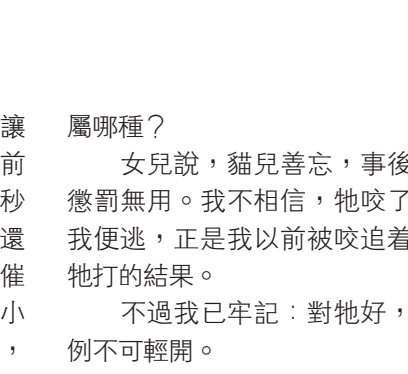 讓
前
秒
還
催
小
，
屬哪種？
女兒說，貓兒善忘，事後
懲罰無用。我不相信，牠咬了
我便逃，正是我以前被咬追着
牠打的結果。
不過我已牢記：對牠好，
例不可輕開。